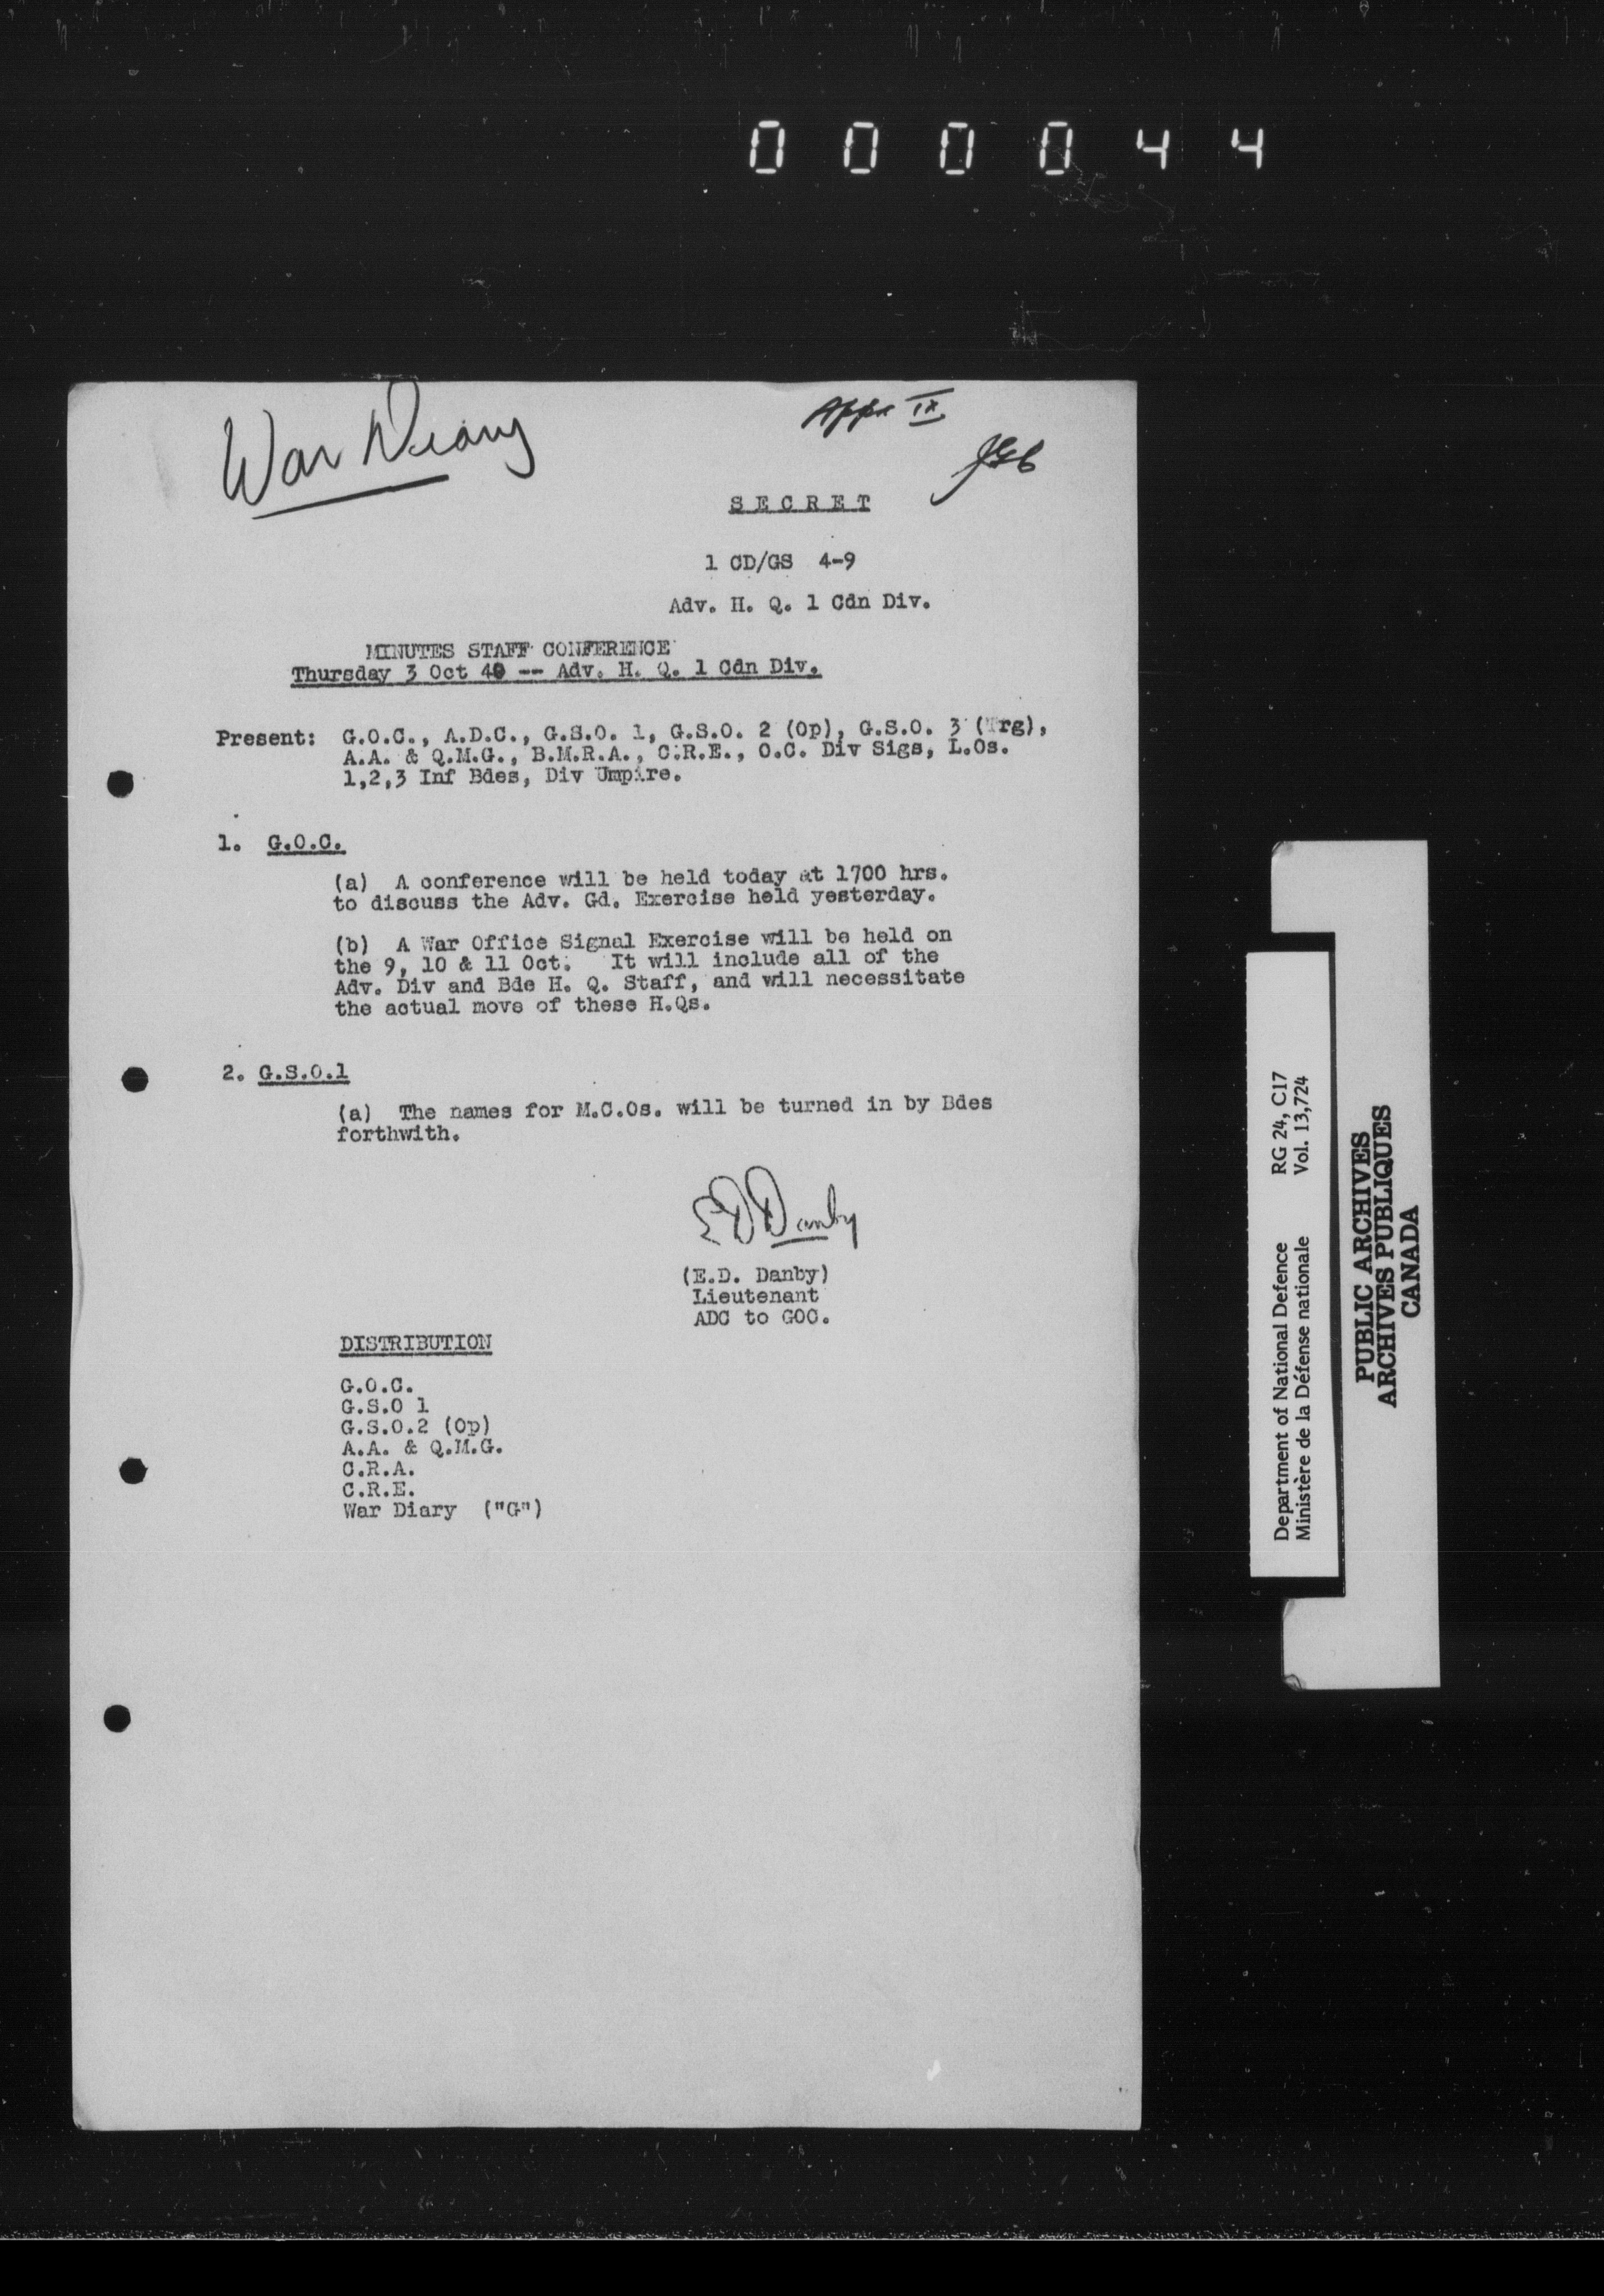 000044
War Diary
Appx IX
SECRET
1 CD/GS 4-9
Adv. H. Q. 1 Cdn Div.
MINUTES STAFF CONFERENCE
Thursday 3 Oct 40 -- Adv. H. Q. 1 Cdn Div.
Present: G.O.C., A.D.C., G.S.O. 1, G.S.O. 2 (Op), G.S.O. 3 (Trg),
A.A. & Q.M.G., B.M.R.A., C.R.E., O.C. Div Sigs, L.Os.
1,2,3 Inf Bdes, Div Umpire.
1. G.O.C.
(a) A conference will be held today at 1700 hrs.
to discuss the Adv. Gd. Exercise held yesterday.
(b) A War Office Signal Exercise will be held on
the 9, 10 & 11 Oct. It will include all of the
Adv. Div and Bde H. Q. Staff, and will necessitate
the actual move of these H.Qs.
2. G.S.O.1
(a) The names for M.C.Os. will be turned in by Bdes
forthwith.
E D Danby
(E.D. Danby)
Lieutenant
ADC to GOC.
DISTRIBUTION
G.O.C.
G.S.O 1
G.S.O.2 (Op)
A.A. & Q.M.G.
C.R.A.
C.R.E.
War Diary ("G")
Department of National Defence RG 24, C17
Ministère de la Défense nationale Vol. 13,724
PUBLIC ARCHIVES
ARCHIVES PUBLIQUES
CANADA